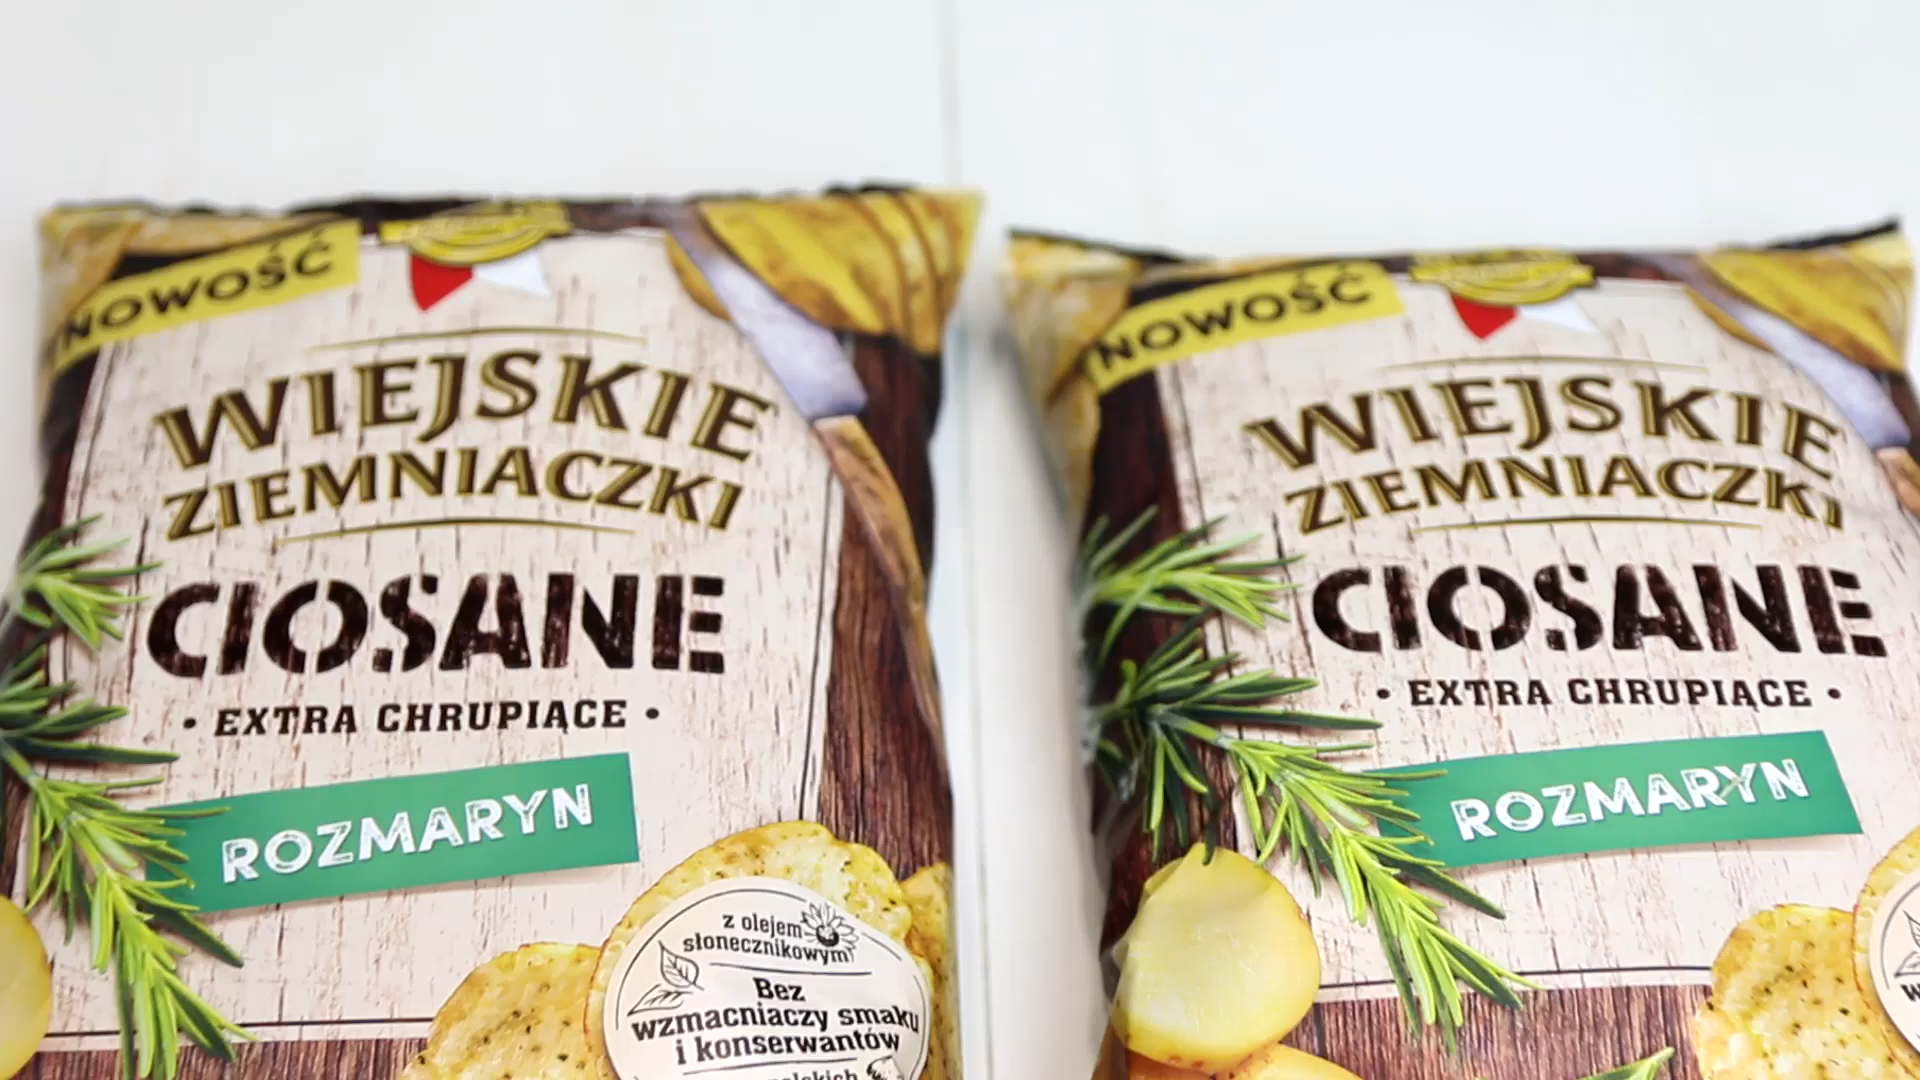 NOWOŚĆ
WIEJSKIE
ZIEMNIACZKI
CIOSANE
• EXTRA CHRUPIĄCE •
ROZMARYN
z olejem
słonecznikowym
Bez
wzmacniaczy smaku
i konserwantów
NOWOŚĆ
WIEJSKIE
ZIEMNIACZKI
CIOSANE
• EXTRA CHRUPIĄCE •
ROZMARYN